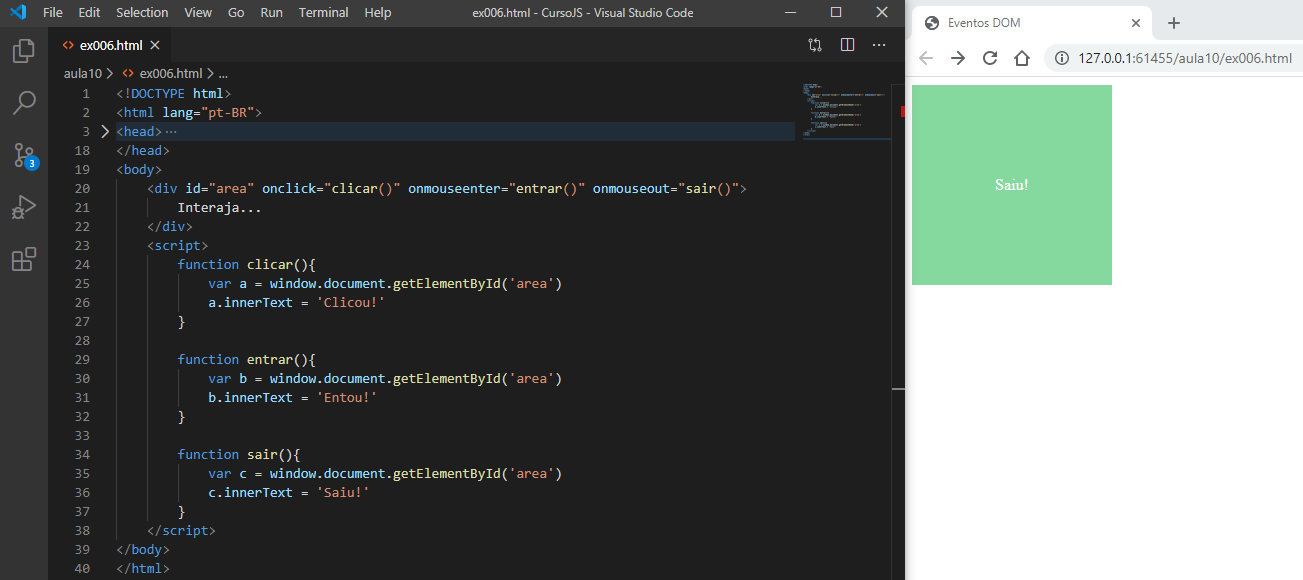 File Edit Selection View Go Run Terminal Help ex006.html - CursoJS - Visual Studio Code
ex006.html
aula10 > ex006.html > ...
1 <!DOCTYPE html>
2 <html lang="pt-BR">
3 <head> ...
18 </head>
19 <body>
20 <div id="area" onclick="clicar()" onmouseenter="entrar()" onmouseout="sair()">
21 Interaja...
22 </div>
23 <script>
24 function clicar(){
25 var a = window.document.getElementById('area')
26 a.innerText = 'Clicou!'
27 }
28
29 function entrar(){
30 var b = window.document.getElementById('area')
31 b.innerText = 'Entou!'
32 }
33
34 function sair(){
35 var c = window.document.getElementById('area')
36 c.innerText = 'Saiu!'
37 }
38 </script>
39 </body>
40 </html>
3
Eventos DOM
127.0.0.1:61455/aula10/ex006.html
Saiu!